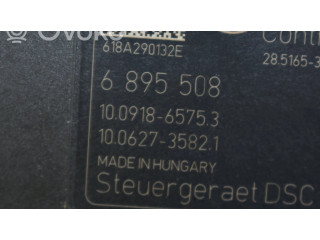 OVOKO
Contr
618A290132E
28.5165-3
6 895 508
10.0918-6575.3
10.0627-3582.1
MADE IN HUNGARY
Steuergeraet DSC